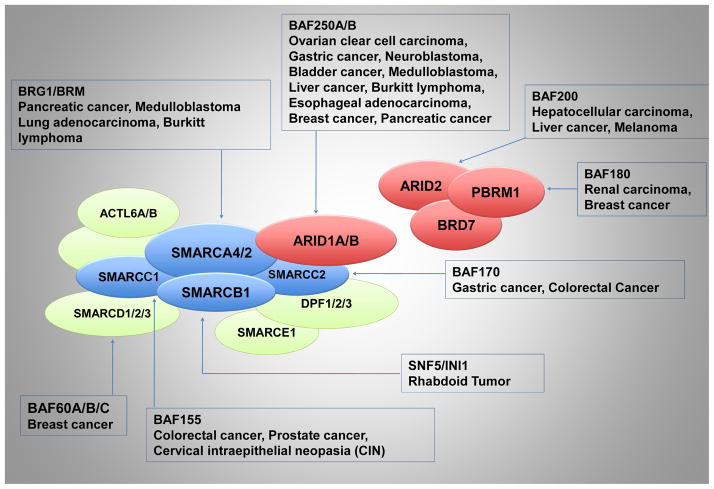 BAF250A/B
Ovarian clear cell carcinoma,
Gastric cancer, Neuroblastoma,
Bladder cancer, Medulloblastoma,
Liver cancer, Burkitt lymphoma,
Esophageal adenocarcinoma,
Breast cancer, Pancreatic cancer
BRG1/BRM
Pancreatic cancer, Medulloblastoma
Lung adenocarcinoma, Burkitt
lymphoma
BAF200
Hepatocellular carcinoma,
Liver cancer, Melanoma
BAF180
Renal carcinoma,
Breast cancer
ARID2
PBRM1
BRD7
ACTL6A/B
SMARCA4/2
ARID1A/B
SMARCC1
SMARCC2
SMARCB1
DPF1/2/3
SMARCD1/2/3
SMARCE1
BAF170
Gastric cancer, Colorectal Cancer
SNF5/INI1
Rhabdoid Tumor
BAF60A/B/C
Breast cancer
BAF155
Colorectal cancer, Prostate cancer,
Cervical intraepithelial neopasia (CIN)